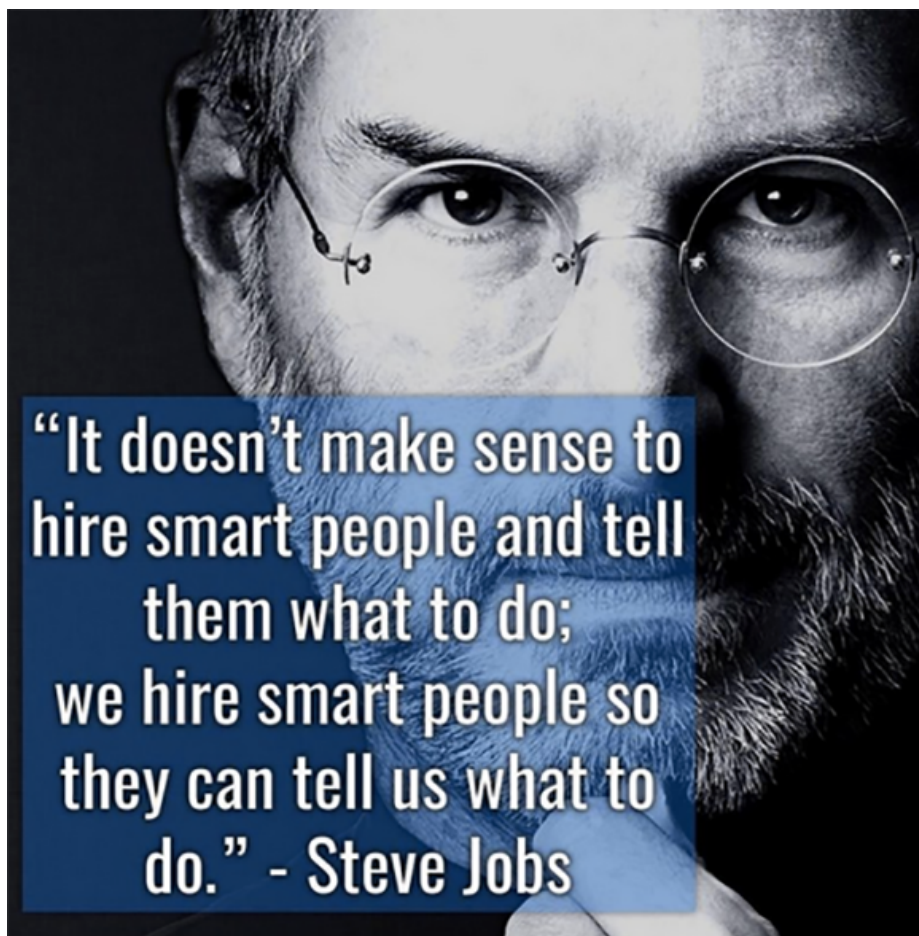 “It doesn’t make sense to
hire smart people and tell
them what to do;
we hire smart people so
they can tell us what to
do.” - Steve Jobs